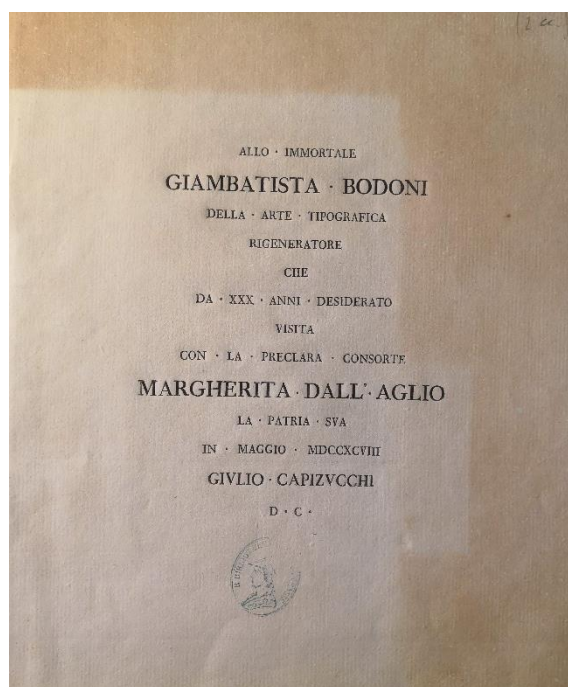 ALLO · IMMORTALE
GIAMBATISTA · BODONI
DELLA · ARTE · TIPOGRAFICA
RIGENERATORE
CHE
DA · XXX · ANNI · DESIDERATO
VISITA
CON · LA · PRECLARA · CONSORTE
MARGHERITA · DALL' · AGLIO
LA · PATRIA · SVA
IN · MAGGIO · MDCCXCVIII
GIVLIO · CAPIZVCCHI
D · C ·